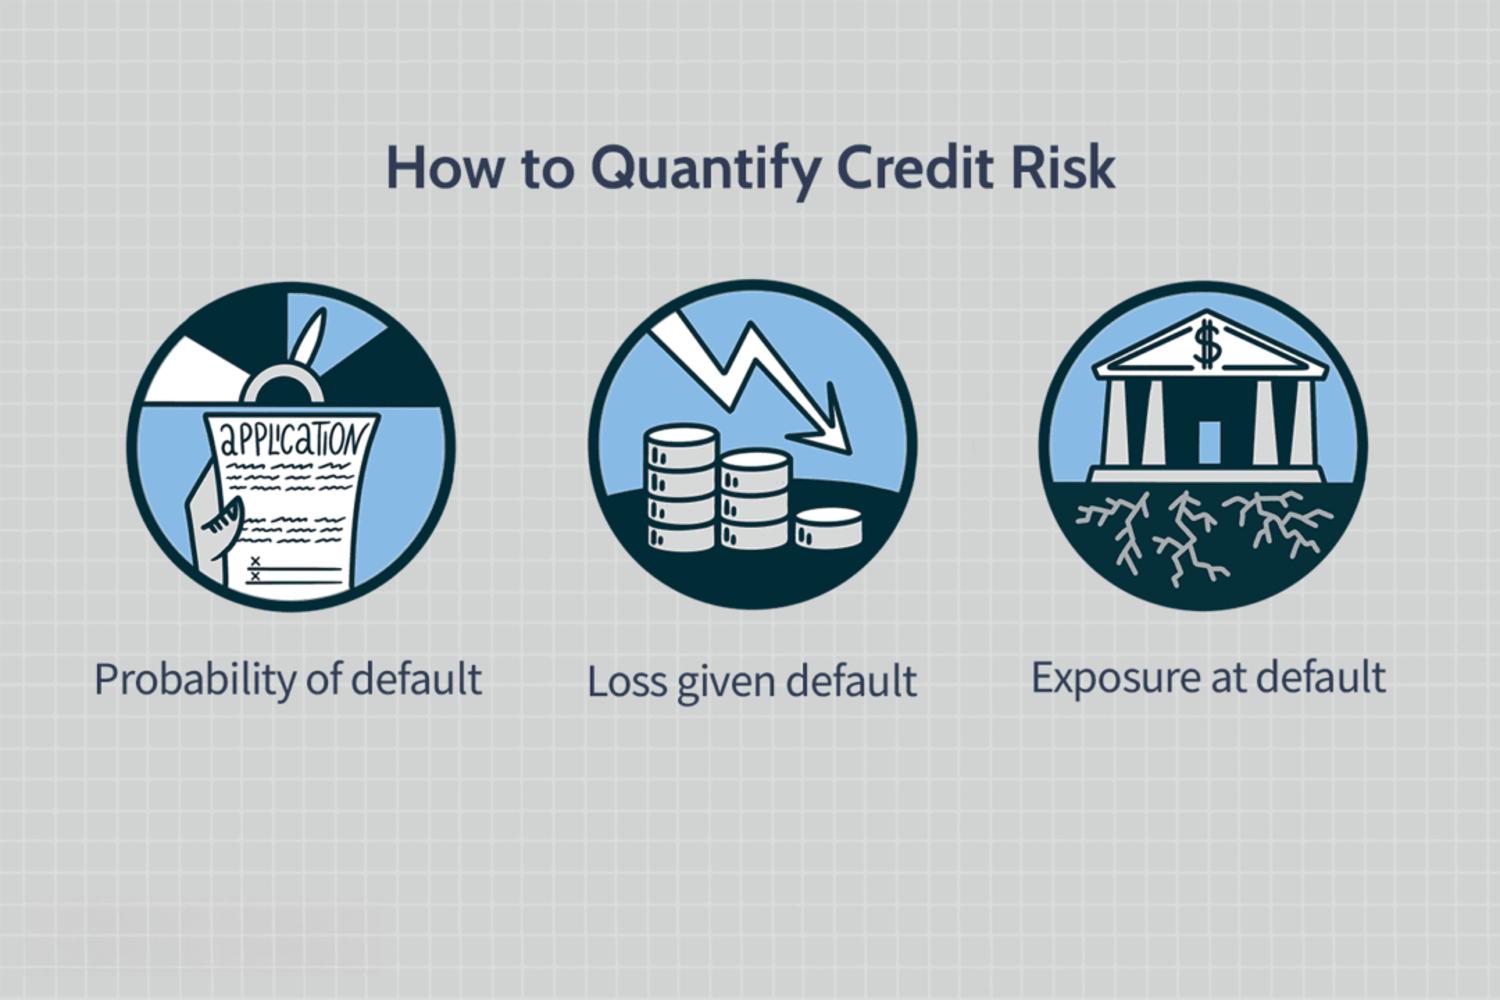 How to Quantify Credit Risk
aPPLicaTiON
x
x
$
Probability of default
Loss given default
Exposure at default